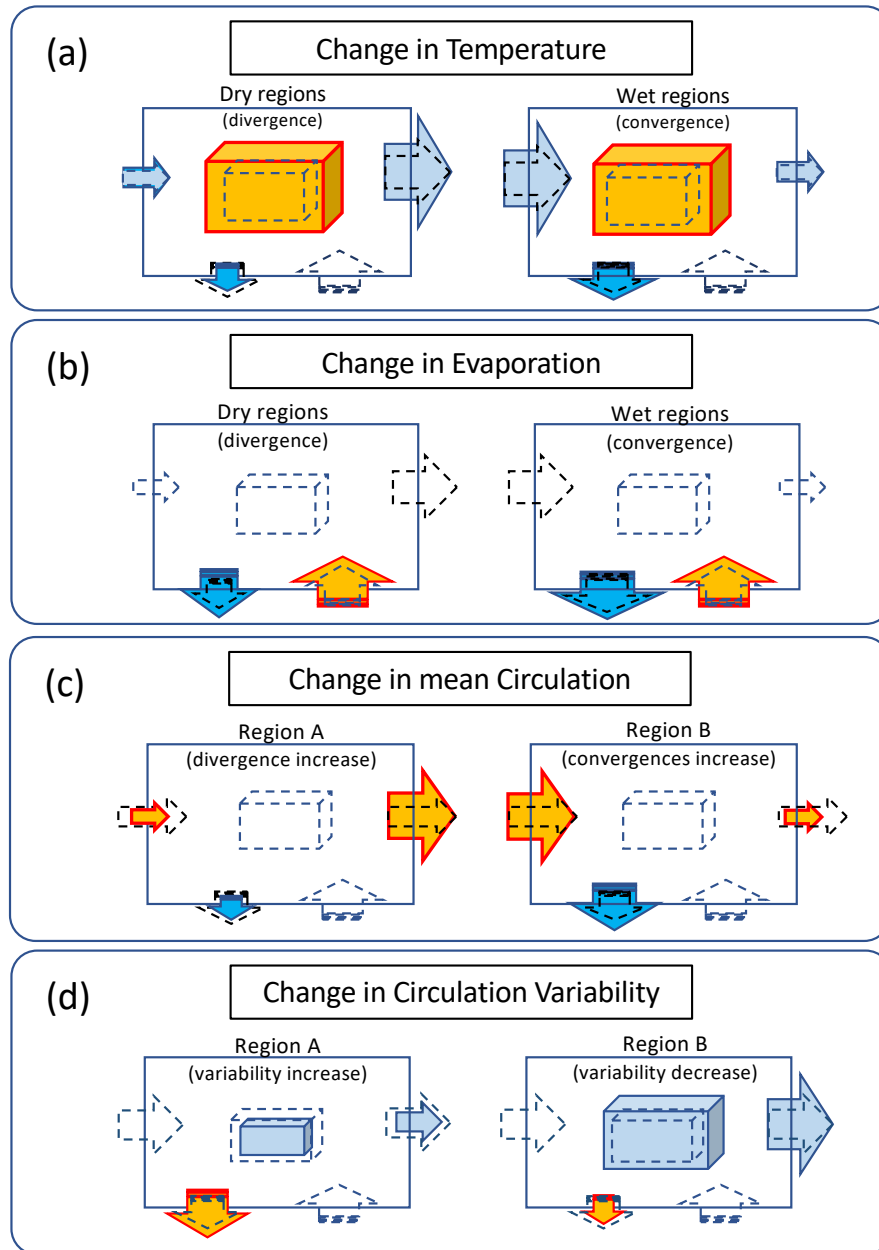 (a)
Change in Temperature
Dry regions
(divergence)
Wet regions
(convergence)
(b)
Change in Evaporation
Dry regions
(divergence)
Wet regions
(convergence)
(c)
Change in mean Circulation
Region A
(divergence increase)
Region B
(convergences increase)
(d)
Change in Circulation Variability
Region A
(variability increase)
Region B
(variability decrease)